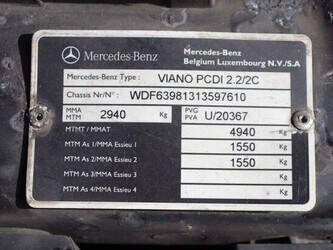 Mercedes-Benz
Mercedes-Benz
Belgium Luxembourg N.V./S.A
Mercedes-Benz Type : VIANO PCDI 2.2/2C
Chassis Nr/N° : WDF63981313597610
MMA MTM 2940 Kg PVG PVA U/20367
MTMT / MMAT 4940 Kg
MTM As 1/MMA Essieu 1 1550 Kg
MTM As 2/MMA Essieu 2 1550 Kg
MTM As 3/MMA Essieu 3 Kg
MTM As 4/MMA Essieu 4 Kg